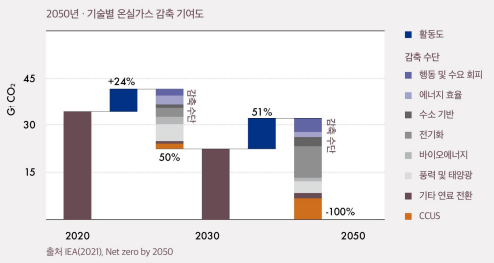 2050년 · 기술별 온실가스 감축 기여도
Gt CO₂
45
30
15
+24%
감축 수단
50%
51%
감축 수단
-100%
2020
2030
2050
활동도
감축 수단
행동 및 수요 회피
에너지 효율
수소 기반
전기화
바이오에너지
풍력 및 태양광
기타 연료 전환
CCUS
출처 IEA(2021), Net zero by 2050